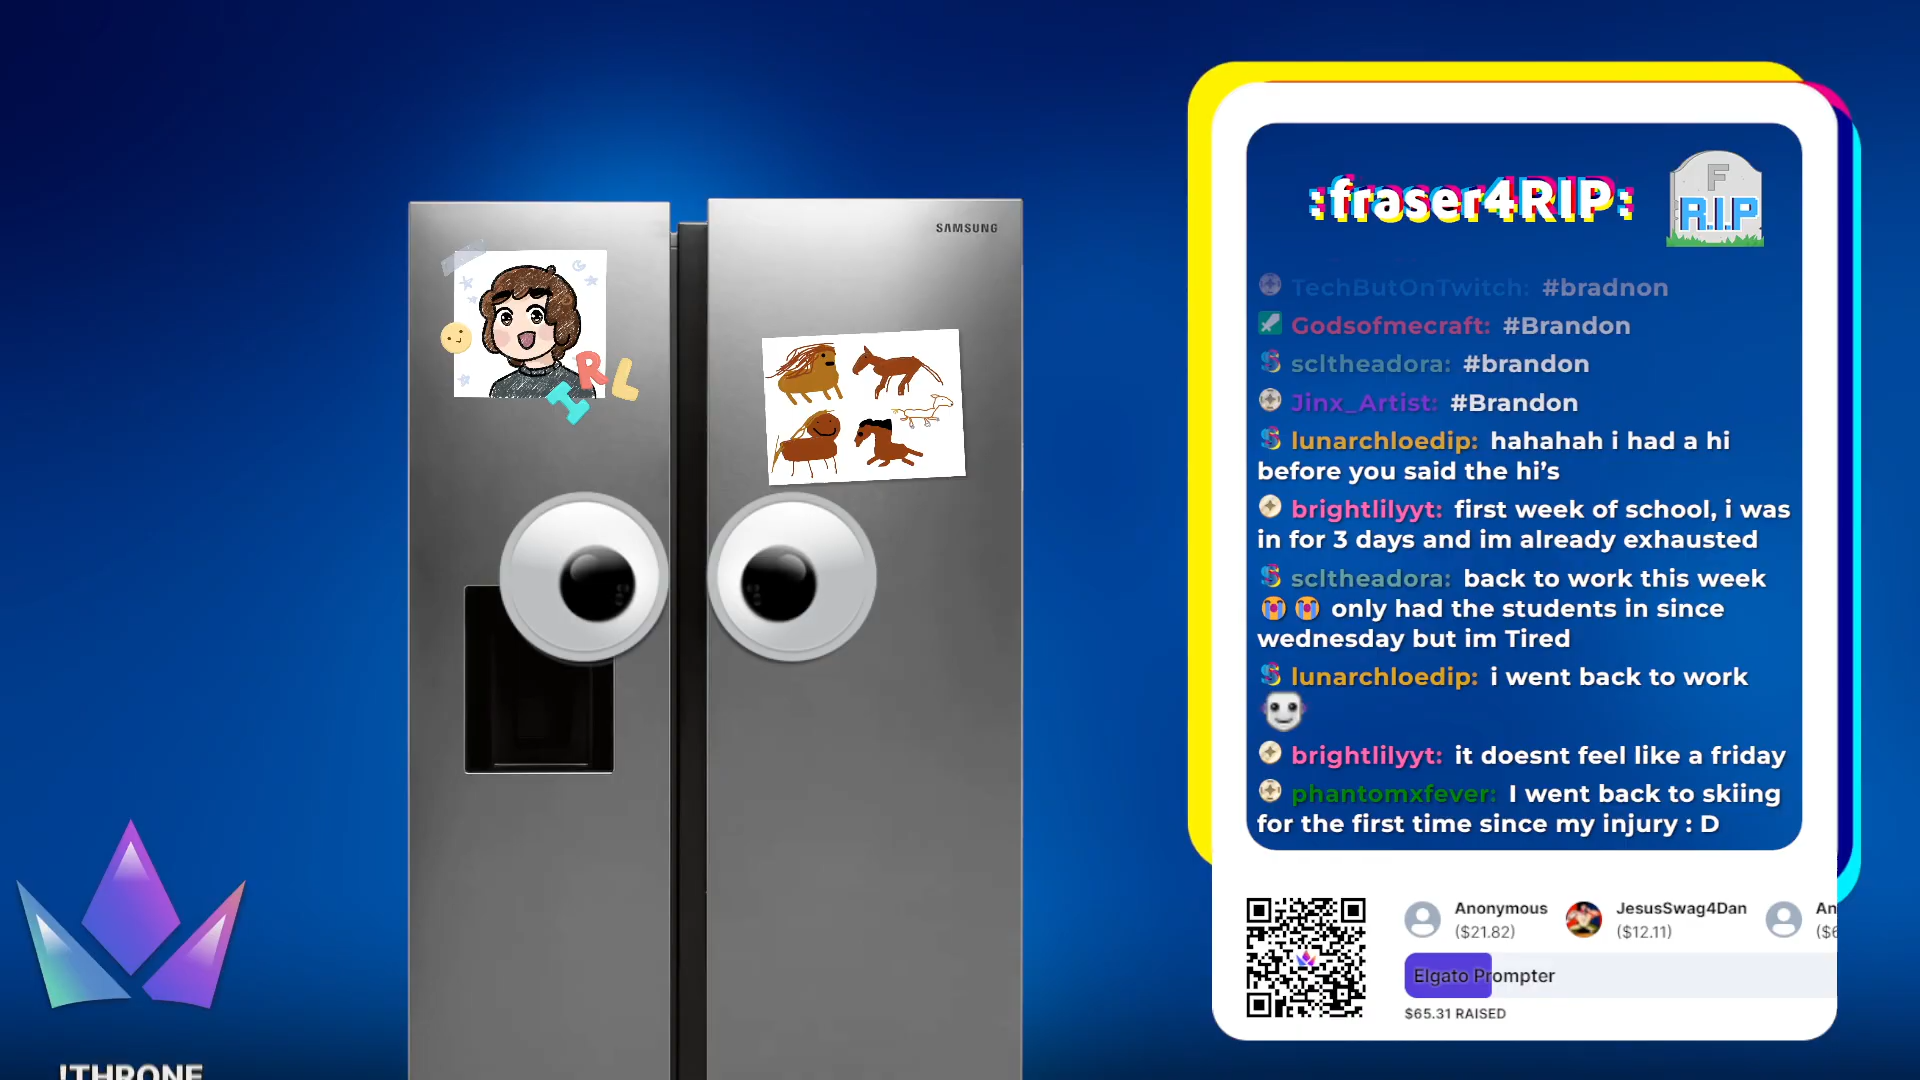 SAMSUNG
I R L
:fraser4RIP:
F
R.I.P
TechButOnTwitch: #bradnon
Godsofmecraft: #Brandon
scltheadora: #brandon
Jinx_Artist: #Brandon
lunarchloedip: hahahah i had a hi
before you said the hi’s
brightlilyyt: first week of school, i was
in for 3 days and im already exhausted
scltheadora: back to work this week
😭 😭 only had the students in since
wednesday but im Tired
lunarchloedip: i went back to work
brightlilyyt: it doesnt feel like a friday
phantomxfever: I went back to skiing
for the first time since my injury : D
Anonymous
($21.82)
JesusSwag4Dan
($12.11)
An
($6
Elgato Prompter
$65.31 RAISED
!THRONE